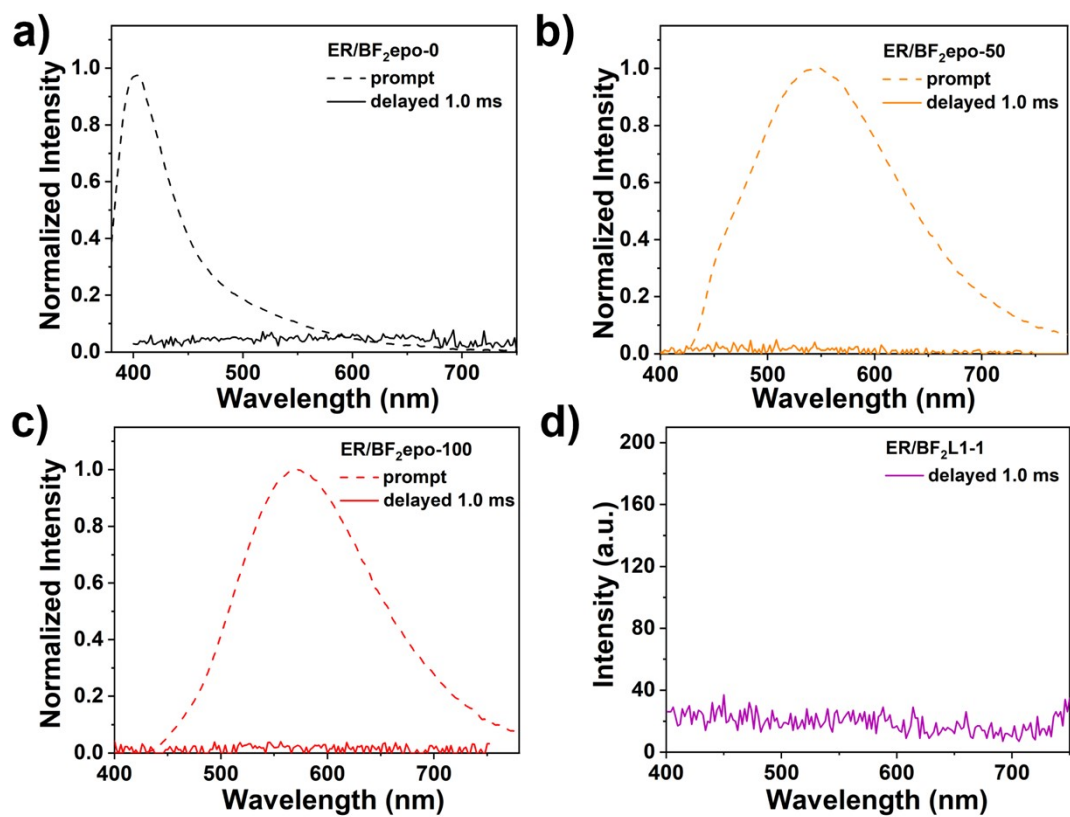 a)
ER/BF₂epo-0
prompt
delayed 1.0 ms
Normalized Intensity
1.0
0.8
0.6
0.4
0.2
0.0
400 500 600 700
Wavelength (nm)
b)
ER/BF₂epo-50
prompt
delayed 1.0 ms
Normalized Intensity
1.0
0.8
0.6
0.4
0.2
0.0
400 500 600 700
Wavelength (nm)
c)
ER/BF₂epo-100
prompt
delayed 1.0 ms
Normalized Intensity
1.0
0.8
0.6
0.4
0.2
0.0
400 500 600 700
Wavelength (nm)
d)
ER/BF₂L1-1
delayed 1.0 ms
Intensity (a.u.)
200
160
120
80
40
0
400 500 600 700
Wavelength (nm)